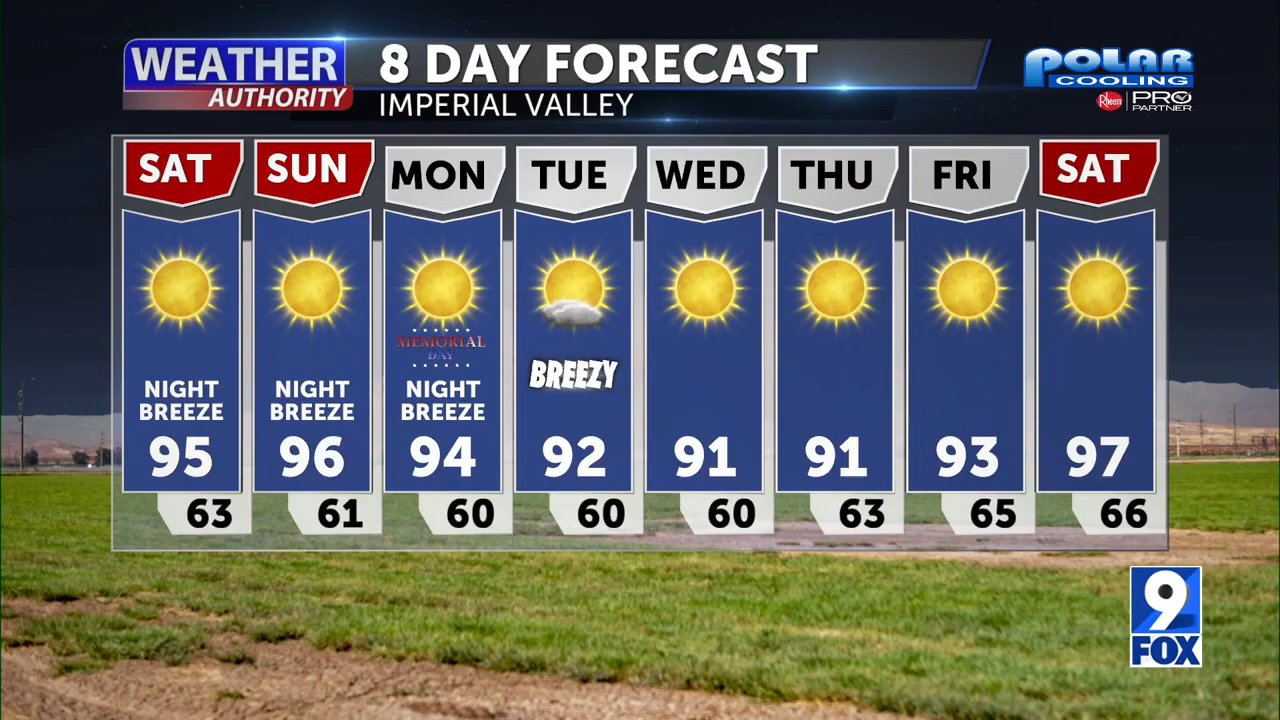 WEATHER
AUTHORITY
8 DAY FORECAST
IMPERIAL VALLEY
POLAR
COOLING
Rheem PRO
PARTNER
SAT SUN MON TUE WED THU FRI SAT
MEMORIAL
DAY
BREEZY
NIGHT NIGHT NIGHT
BREEZE BREEZE BREEZE
95 96 94 92 91 91 93 97
63 61 60 60 60 63 65 66
9
FOX